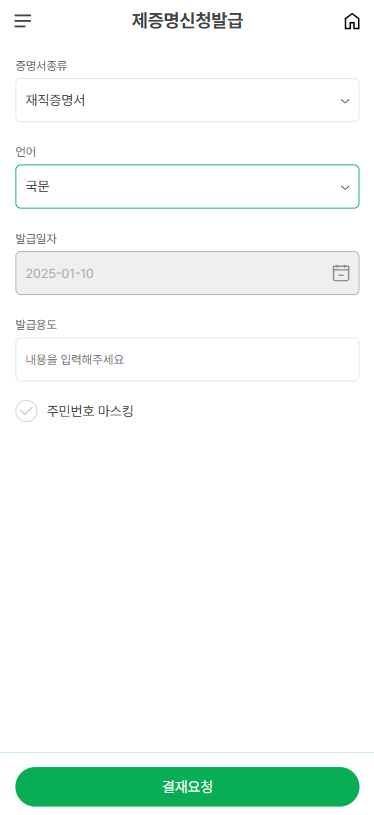 제증명신청발급
증명서종류
재직증명서
언어
국문
발급일자
2025-01-10
발급용도
내용을 입력해주세요
주민번호 마스킹
결재요청